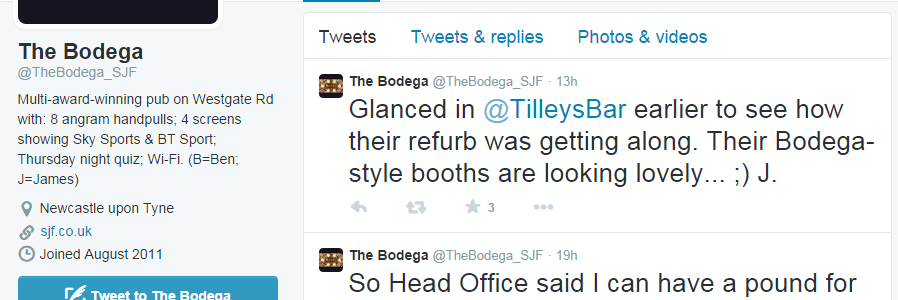 The Bodega
@TheBodega_SJF
Multi-award-winning pub on Westgate Rd
with: 8 angram handpulls; 4 screens
showing Sky Sports & BT Sport;
Thursday night quiz; Wi-Fi. (B=Ben;
J=James)
Newcastle upon Tyne
sjf.co.uk
Joined August 2011
Tweet to The Bodega
Tweets Tweets & replies Photos & videos
The Bodega @TheBodega_SJF · 13h
Glanced in @TilleysBar earlier to see how
their refurb was getting along. Their Bodega-
style booths are looking lovely... ;) J.
3
The Bodega @TheBodega_SJF · 19h
So Head Office said I can have a pound for